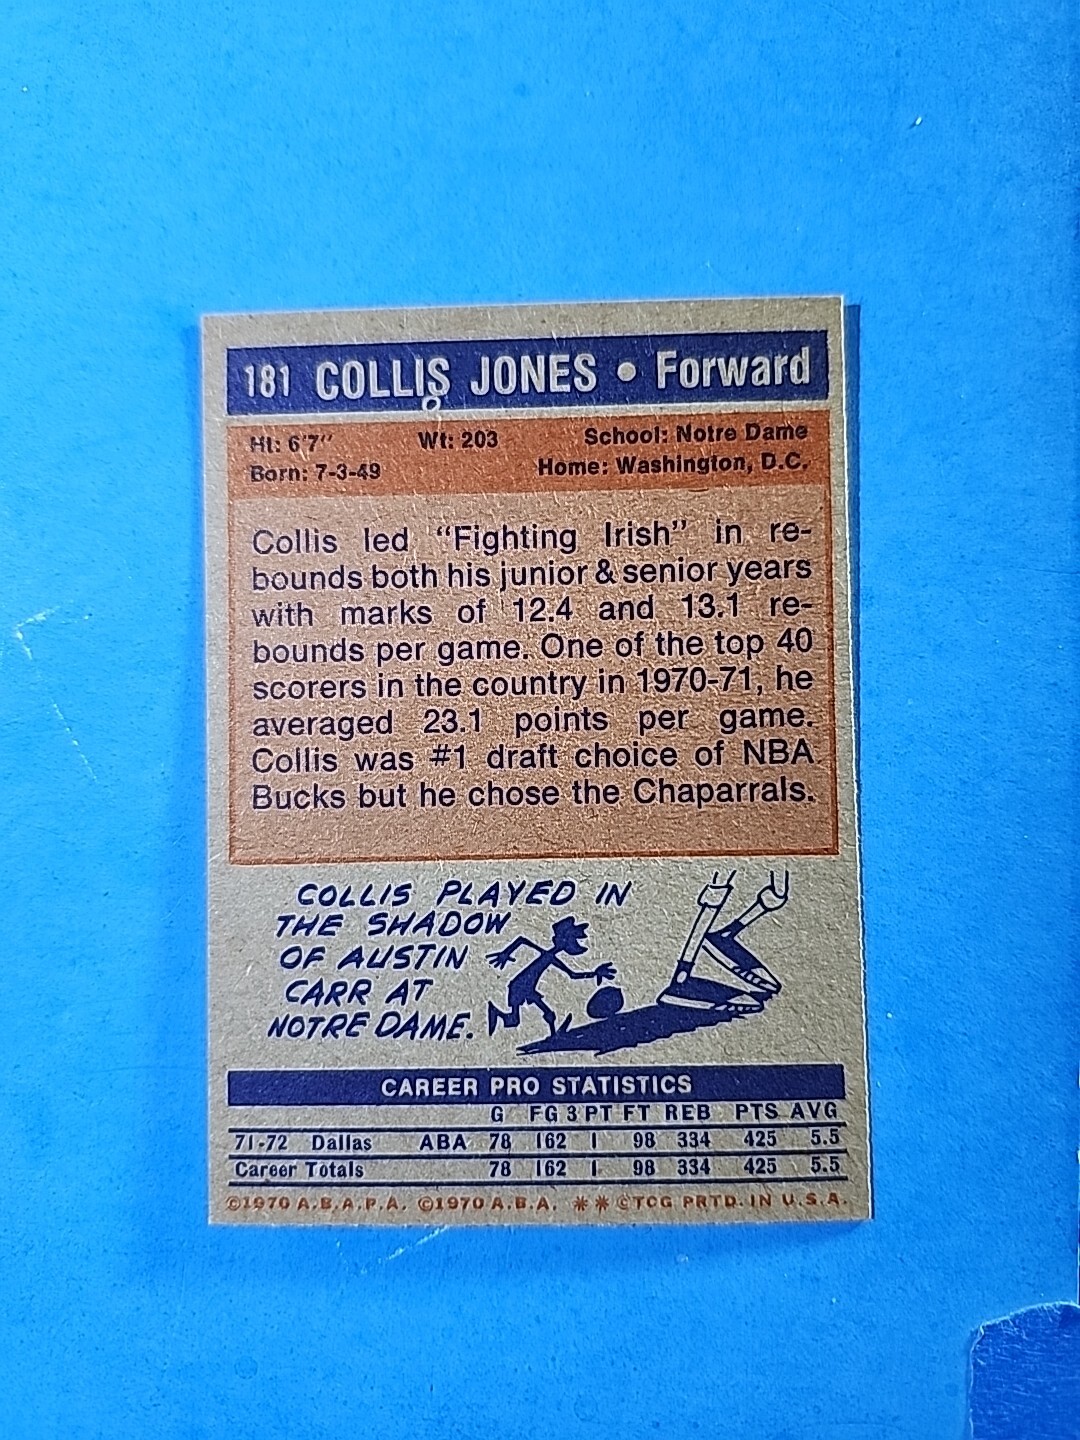 181 COLLIS JONES • Forward
Ht: 6'7" Wt: 203 School: Notre Dame
Born: 7-3-49 Home: Washington, D.C.
Collis led "Fighting Irish" in re-
bounds both his junior & senior years
with marks of 12.4 and 13.1 re-
bounds per game. One of the top 40
scorers in the country in 1970-71, he
averaged 23.1 points per game.
Collis was #1 draft choice of NBA
Bucks but he chose the Chaparrals.
COLLIS PLAYED IN
THE SHADOW
OF AUSTIN
CARR AT
NOTRE DAME.
CAREER PRO STATISTICS
G FG 3 PT FT REB PTS AVG
71-72 Dallas ABA 78 162 1 98 334 425 5.5
Career Totals 78 162 1 98 334 425 5.5
©1970 A.B.A.P.A. ©1970 A.B.A. ** ©TCG PRTD. IN U.S.A.